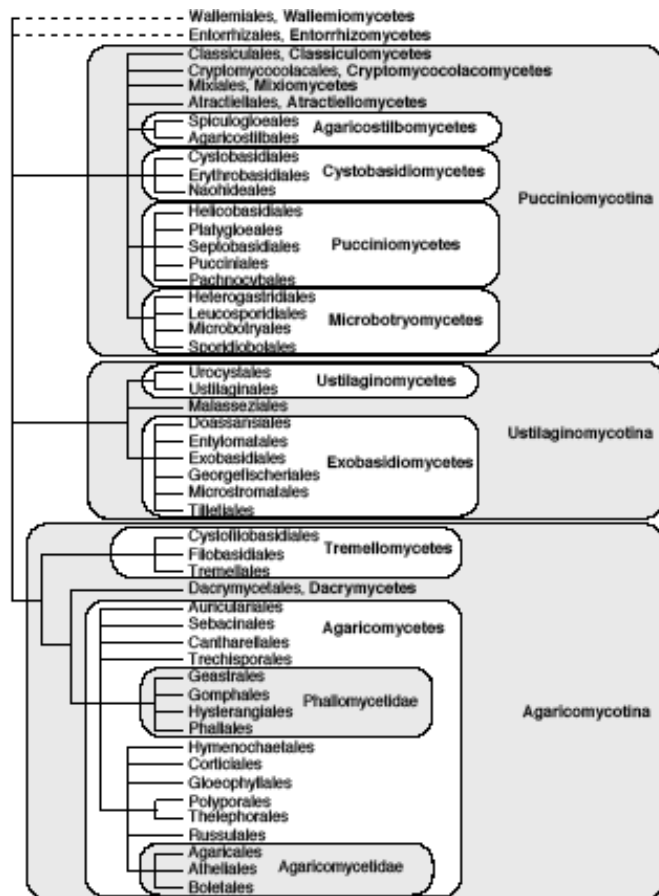 Wallemiales, Wallemiomycetes
Entorrhizales, Entorrhizomycetes
Classiculales, Classiculomycetes
Cryptomycocolacales, Cryptomycocolacomycetes
Mixiales, Mixiomycetes
Atractiellales, Atractiellomycetes
Spiculogloeales
Agaricostilbomycetes
Agaricostilbales
Cystobasidiales
Erythrobasidiales
Cystobasidiomycetes
Naohideales
Pucciniomycotina
Helicobasidiales
Platygloeales
Septobasidiales
Pucciniomycetes
Pucciniales
Pachnocybales
Heterogastridiales
Leucosporidiales
Microbotryomycetes
Microbotryales
Sporidiobolales
Urocystales
Ustilaginomycetes
Ustilaginales
Malasseziales
Doassansiales
Ustilaginomycotina
Entylomatales
Exobasidiales
Exobasidiomycetes
Georgefischeriales
Microstromatales
Tilletiales
Cystofilobasidiales
Tremellomycetes
Filobasidiales
Tremellales
Dacrymycetales, Dacrymycetes
Auriculariales
Agaricomycetes
Sebacinales
Cantharellales
Trechisporales
Geastrales
Gomphales
Phallomycetidae
Hysterangiales
Agaricomycotina
Phallales
Hymenochaetales
Corticiales
Gloeophyllales
Polyporales
Thelephorales
Russulales
Agaricales
Atheliales
Agaricomycetidae
Boletales